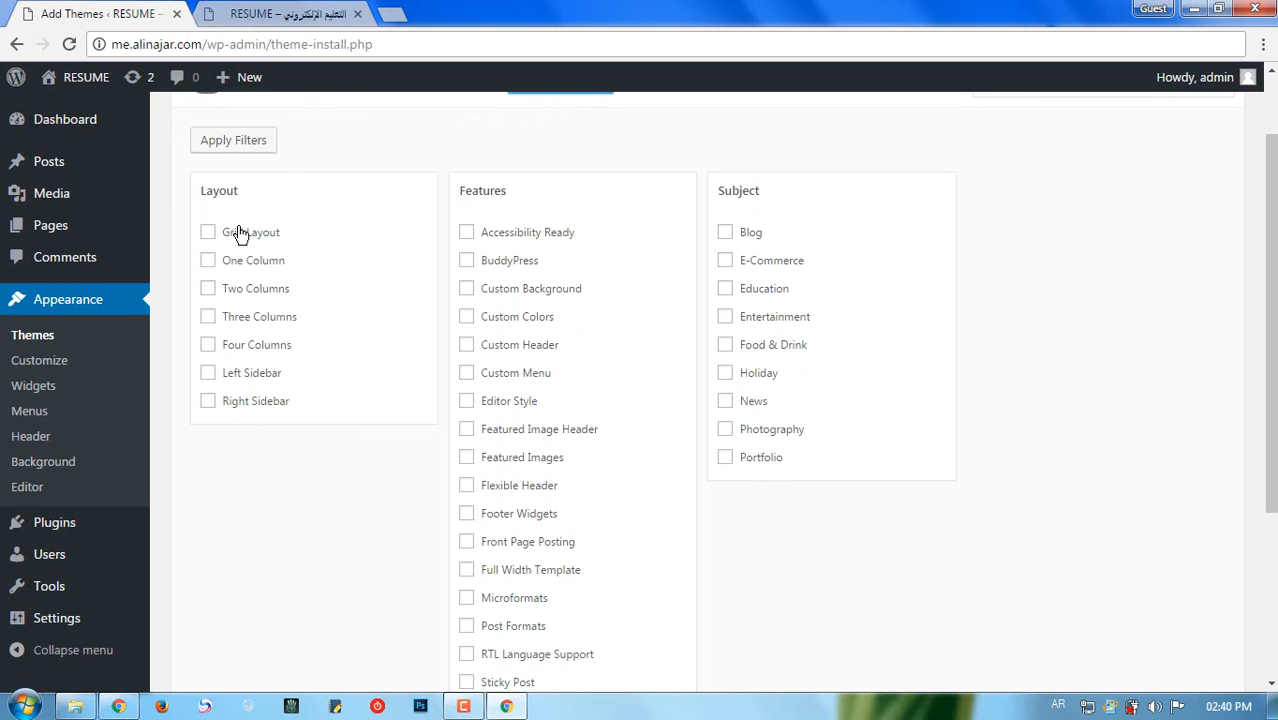 Add Themes ‹ RESUME —
RESUME – التعليم الإلكتروني
Guest
me.alinajar.com/wp-admin/theme-install.php
RESUME
2
0
New
Howdy, admin
Dashboard
Posts
Media
Pages
Comments
Appearance
Themes
Customize
Widgets
Menus
Header
Background
Editor
Plugins
Users
Tools
Settings
Collapse menu
Apply Filters
Layout
Layout
One Column
Two Columns
Three Columns
Four Columns
Left Sidebar
Right Sidebar
Features
Accessibility Ready
BuddyPress
Custom Background
Custom Colors
Custom Header
Custom Menu
Editor Style
Featured Image Header
Featured Images
Flexible Header
Footer Widgets
Front Page Posting
Full Width Template
Microformats
Post Formats
RTL Language Support
Sticky Post
Subject
Blog
E-Commerce
Education
Entertainment
Food & Drink
Holiday
News
Photography
Portfolio
Ps
AR
02:40 PM